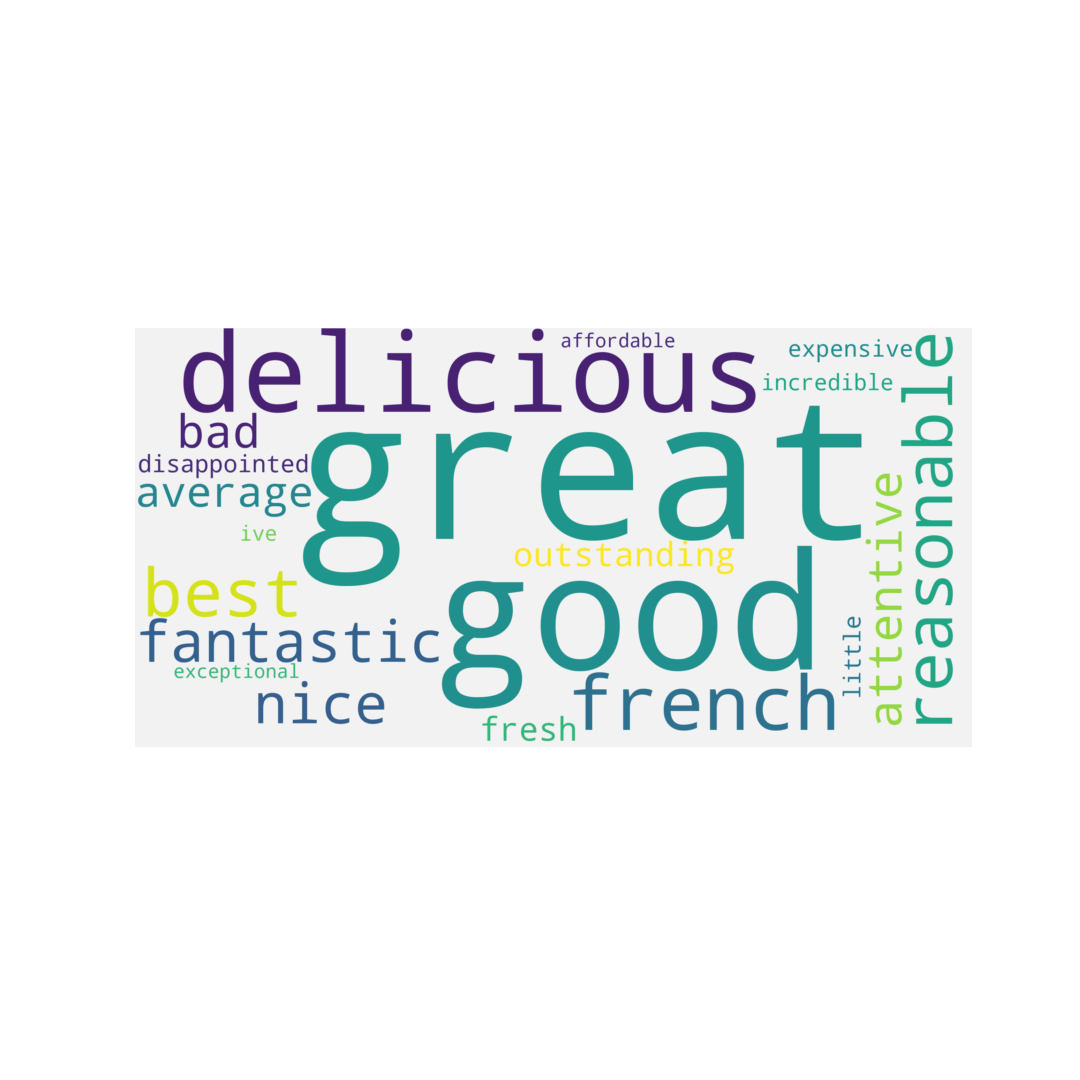 delicious
affordable
expensive
incredible
reasonable
great
bad
disappointed
average
ive
outstanding
attentive
good
best
fantastic
exceptional
little
nice
french
fresh